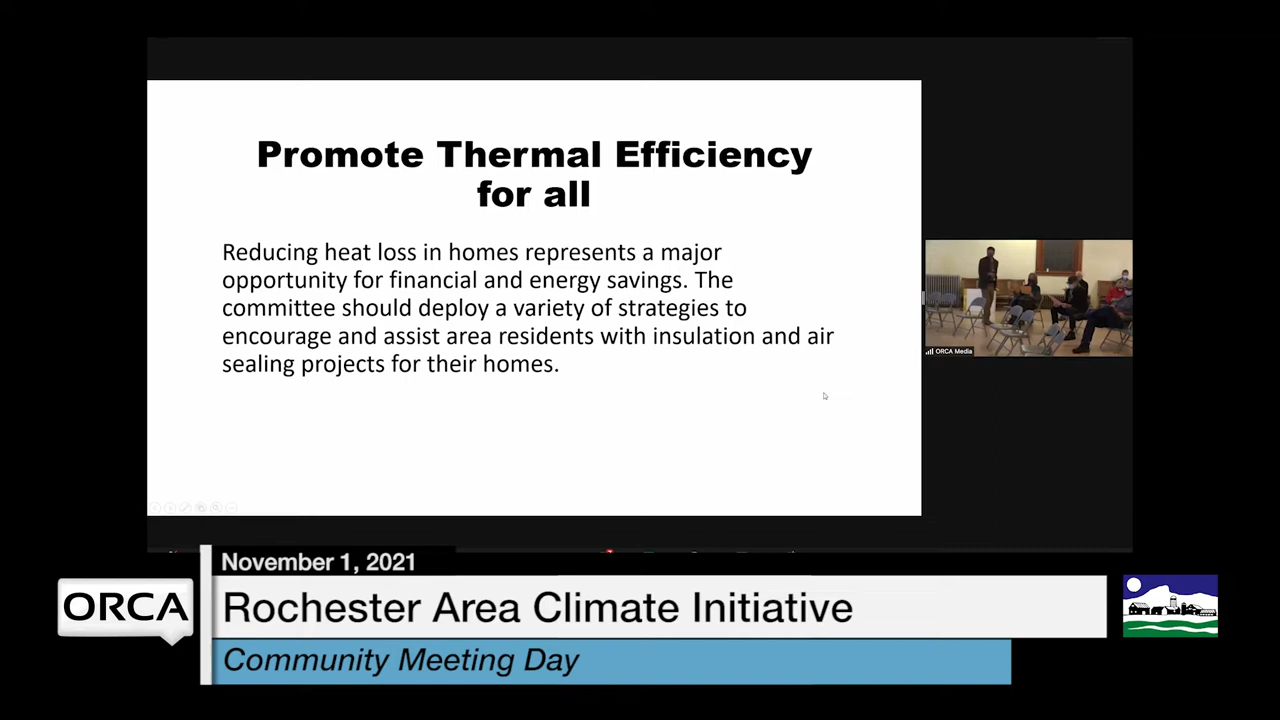 Promote Thermal Efficiency
for all
Reducing heat loss in homes represents a major
opportunity for financial and energy savings. The
committee should deploy a variety of strategies to
encourage and assist area residents with insulation and air
sealing projects for their homes.
ORCA Media
November 1, 2021
ORCA
Rochester Area Climate Initiative
Community Meeting Day